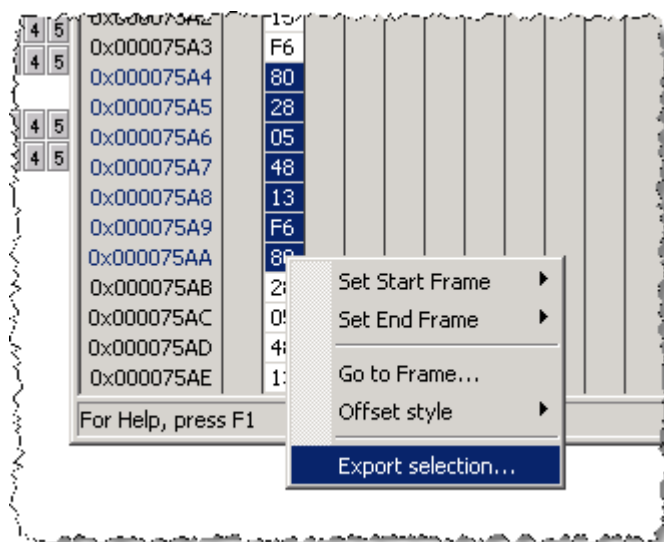 4 5
0x000075A3 F6
4 5
0x000075A4 80
0x000075A5 28
4 5
0x000075A6 05
4 5
0x000075A7 48
0x000075A8 13
0x000075A9 F6
0x000075AA
0x000075AB
Set Start Frame
0x000075AC
Set End Frame
0x000075AD
0x000075AE
Go to Frame...
For Help, press F1
Offset style
Export selection...